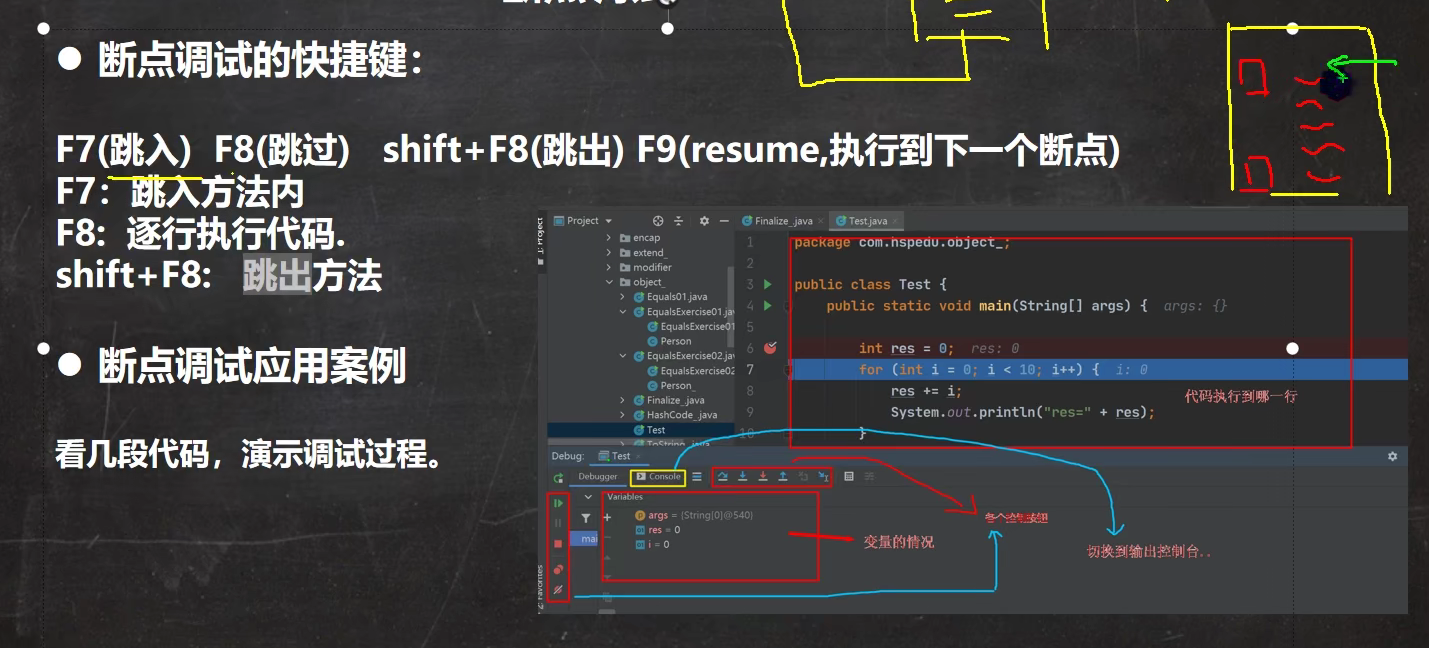 ● 断点调试的快捷键：
F7(跳入) F8(跳过) shift+F8(跳出) F9(resume,执行到下一个断点)
F7：跳入方法内
F8: 逐行执行代码.
shift+F8: 跳出方法
● 断点调试应用案例
看几段代码，演示调试过程。
Project
encap
extend_
modifier
object_
Equals01.java
EqualsExercise01.jav
EqualsExercise01
Person
EqualsExercise02.jav
EqualsExercise02
Person_
Finalize_.java
HashCode_.java
Test
ToString_.java
Finalize_.java
Test.java
1 package com.hspedu.object_;
2
3 public class Test {
4 public static void main(String[] args) { args: {}
5
6 int res = 0; res: 0
7 for (int i = 0; i < 10; i++) { i: 0
8 res += i;
9 System.out.println("res=" + res);
10 }
代码执行到哪一行
Debug: Test
Debugger Console
Variables
mai
args = {String[0]@540}
res = 0
i = 0
变量的情况
切换到输出控制台..
2: Favorites